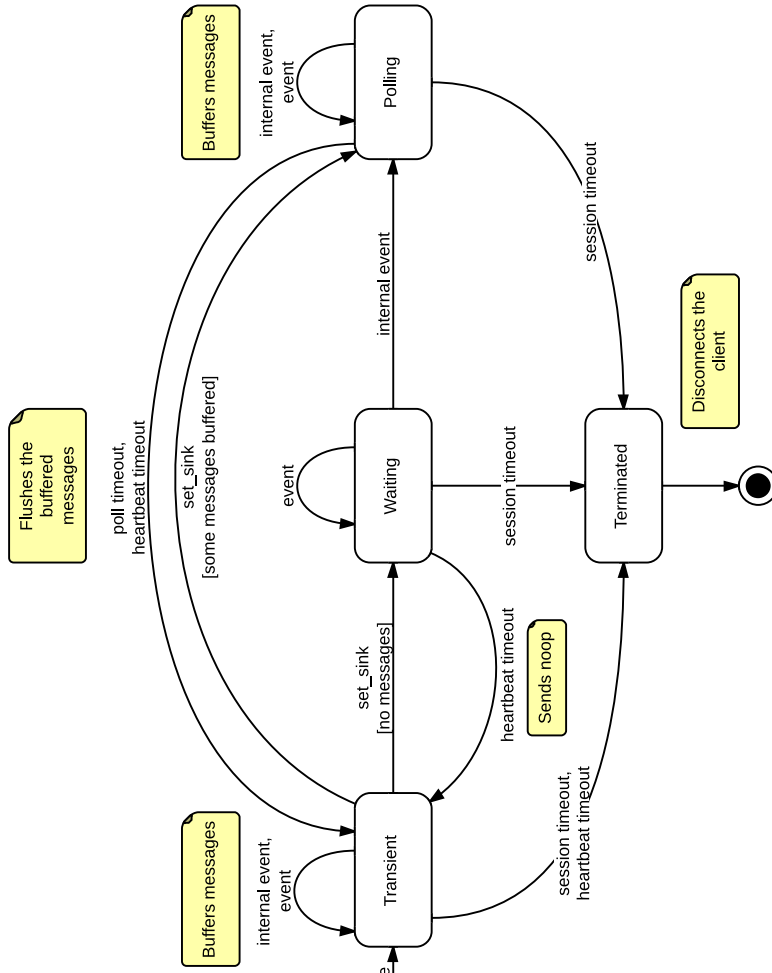 Buffers messages
internal event,
event
Polling
session timeout
internal event
Disconnects the
client
Flushes the
buffered
messages
poll timeout,
heartbeat timeout
set_sink
[some messages buffered]
event
Waiting
session timeout
Terminated
set_sink
[no messages]
heartbeat timeout
Sends noop
Buffers messages
internal event,
event
Transient
session timeout,
heartbeat timeout